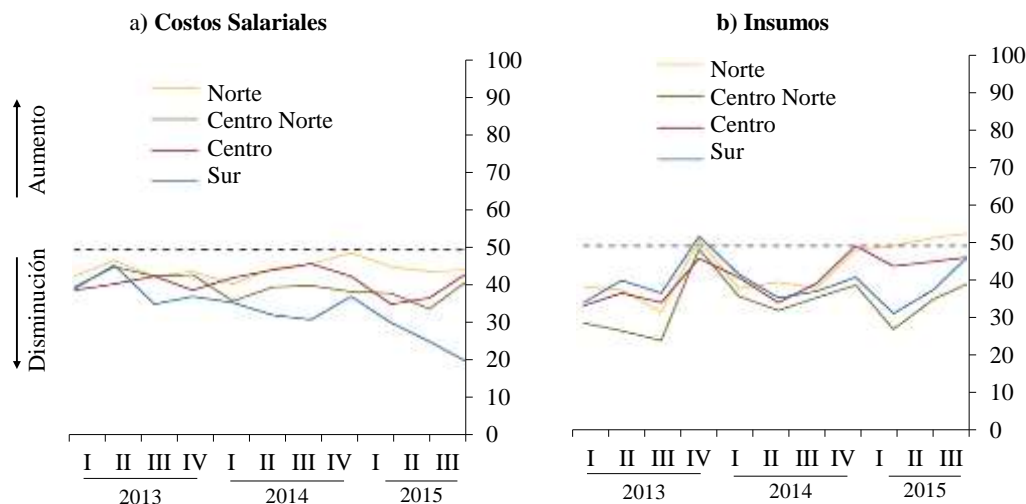 a) Costos Salariales
Aumento
Disminución
Norte
Centro Norte
Centro
Sur
100
90
80
70
60
50
40
30
20
10
0
I II III IV I II III IV I II III
2013 2014 2015
b) Insumos
Norte
Centro Norte
Centro
Sur
100
90
80
70
60
50
40
30
20
10
0
I II III IV I II III IV I II III
2013 2014 2015